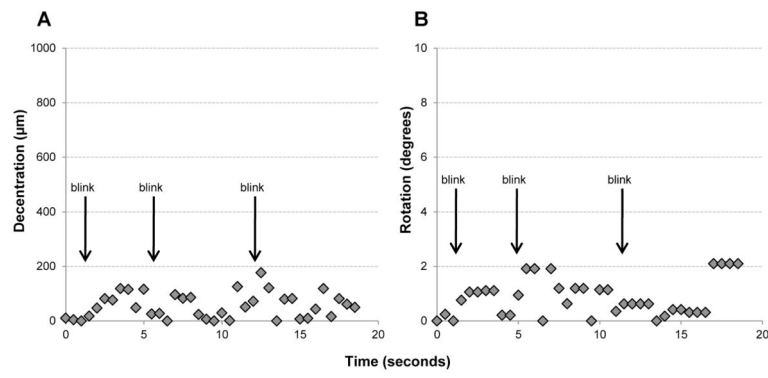 A
B
1000
800
600
400
200
0
Decentration (µm)
blink
blink
blink
0
5
10
15
20
10
8
6
4
2
0
Rotation (degrees)
blink
blink
blink
0
5
10
15
20
Time (seconds)